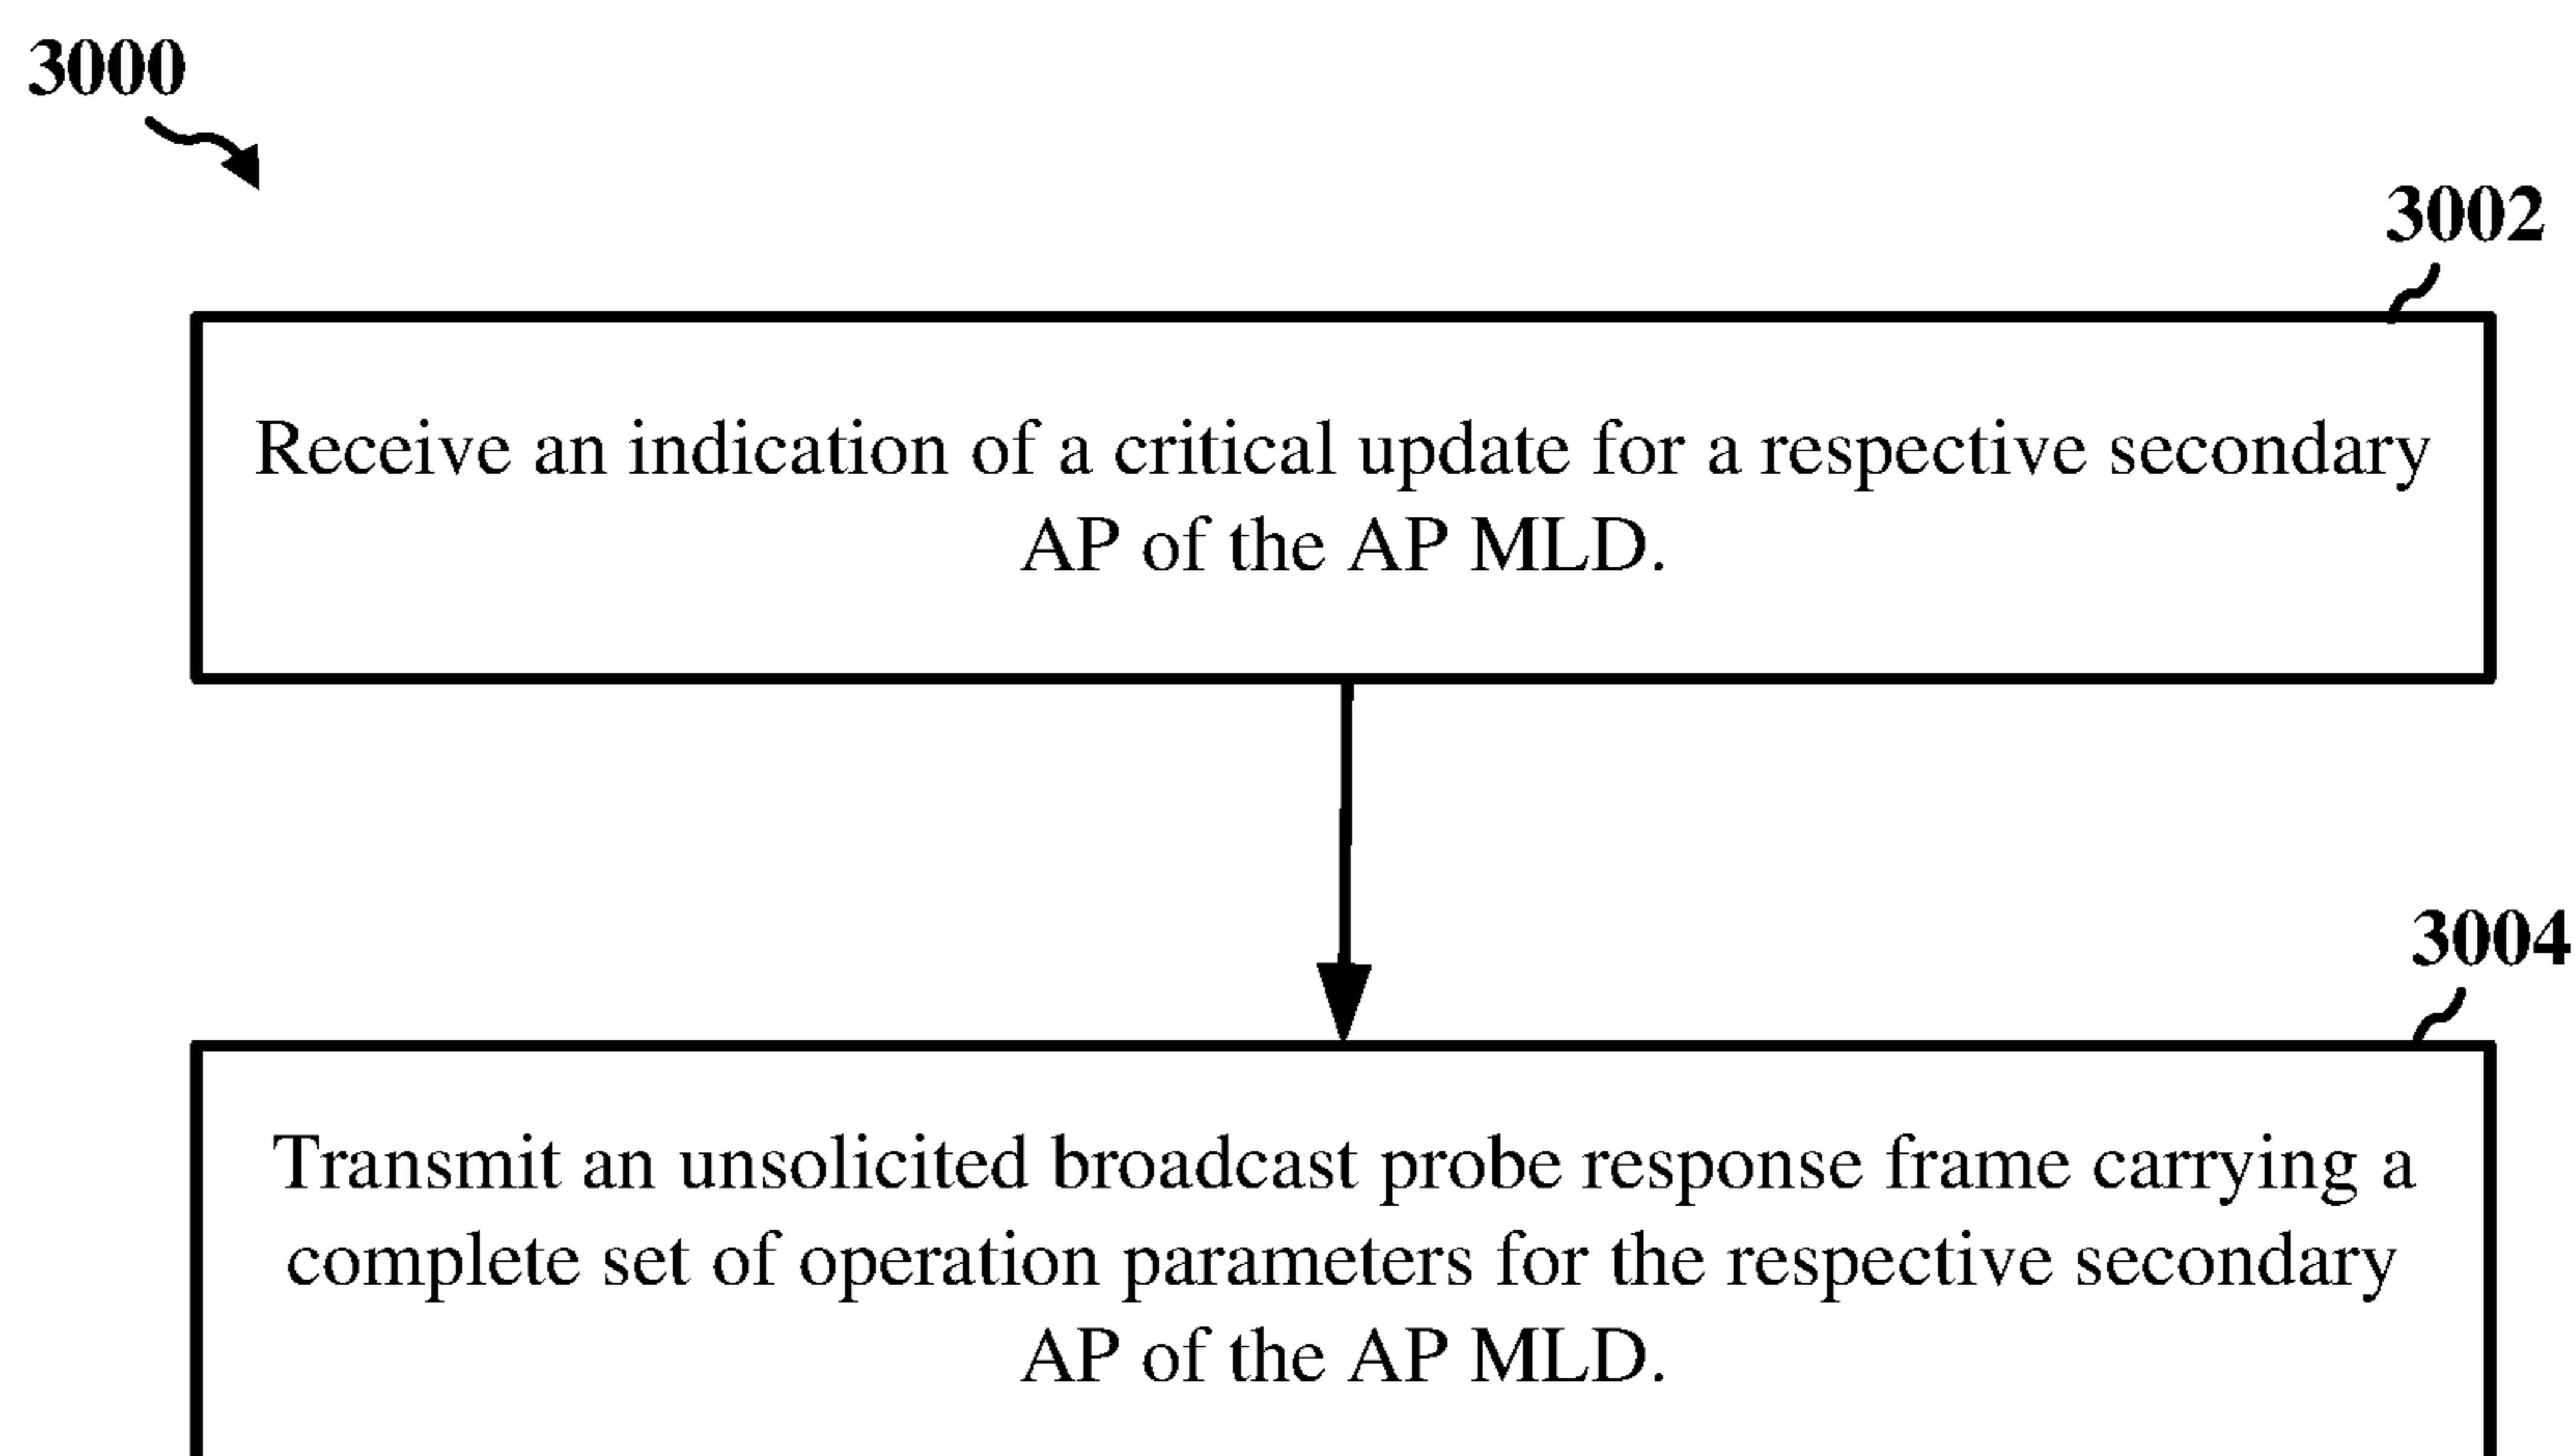 3000
3002
Receive an indication of a critical update for a respective secondary
AP of the AP MLD.
3004
Transmit an unsolicited broadcast probe response frame carrying a
complete set of operation parameters for the respective secondary
AP of the AP MLD.